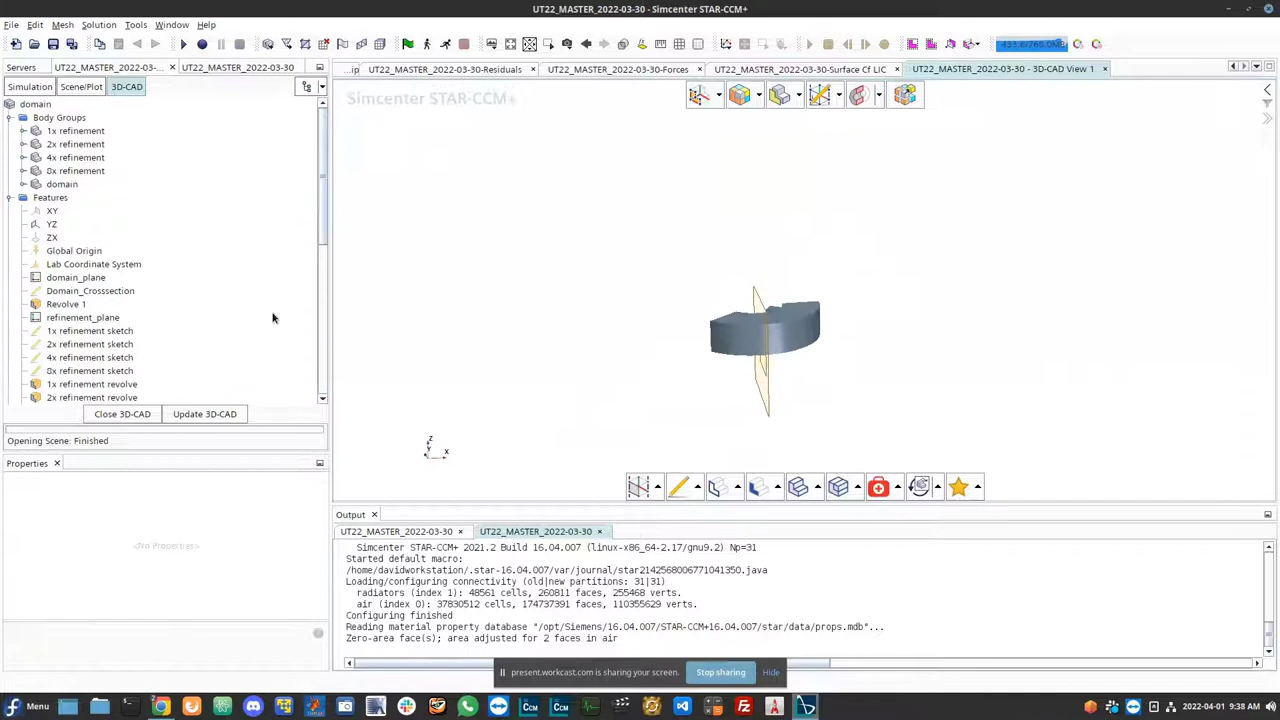 UT22_MASTER_2022-03-30 - Simcenter STAR-CCM+
File Edit Mesh Solution Tools Window Help
433.6/768.0MB
Servers UT22_MASTER_2022-03-... UT22_MASTER_2022-03-30
...ip UT22_MASTER_2022-03-30-Residuals UT22_MASTER_2022-03-30-Forces UT22_MASTER_2022-03-30-Surface Cf LIC UT22_MASTER_2022-03-30 - 3D-CAD View 1
Simulation Scene/Plot 3D-CAD
Simcenter STAR-CCM+
domain
Body Groups
1x refinement
2x refinement
4x refinement
8x refinement
domain
Features
XY
YZ
ZX
Global Origin
Lab Coordinate System
domain_plane
Domain_Crosssection
Revolve 1
refinement_plane
1x refinement sketch
2x refinement sketch
4x refinement sketch
8x refinement sketch
1x refinement revolve
2x refinement revolve
Close 3D-CAD Update 3D-CAD
Opening Scene: Finished
Properties
<No Properties>
Z
Y
X
Output
UT22_MASTER_2022-03-30 UT22_MASTER_2022-03-30
Simcenter STAR-CCM+ 2021.2 Build 16.04.007 (linux-x86_64-2.17/gnu9.2) Np=31
Started default macro:
/home/davidworkstation/.star-16.04.007/var/journal/star2142568006771041350.java
Loading/configuring connectivity (old|new partitions: 31|31)
radiators (index 1): 48561 cells, 260811 faces, 255468 verts.
air (index 0): 37830512 cells, 174737391 faces, 110355629 verts.
Configuring finished
Reading material property database "/opt/Siemens/16.04.007/STAR-CCM+16.04.007/star/data/props.mdb"...
Zero-area face(s); area adjusted for 2 faces in air
present.workcast.com is sharing your screen. Stop sharing Hide
Menu
2022-04-01 9:38 AM